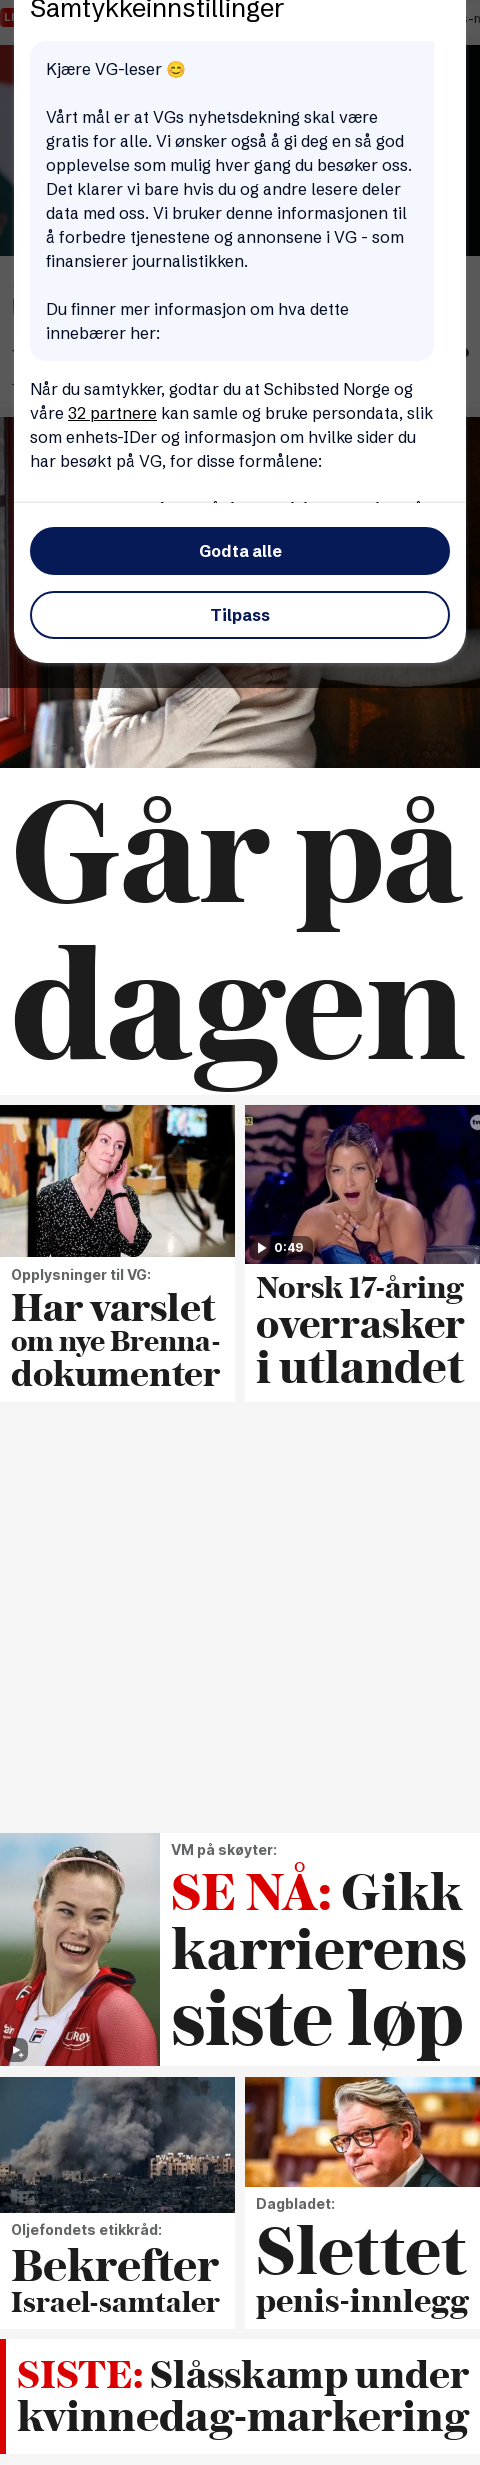 Samtykkeinnstillinger
Kjære VG-leser 😊
Vårt mål er at VGs nyhetsdekning skal være
gratis for alle. Vi ønsker også å gi deg en så god
opplevelse som mulig hver gang du besøker oss.
Det klarer vi bare hvis du og andre lesere deler
data med oss. Vi bruker denne informasjonen til
å forbedre tjenestene og annonsene i VG - som
finansierer journalistikken.
Du finner mer informasjon om hva dette
innebærer her:
Når du samtykker, godtar du at Schibsted Norge og
våre 32 partnere kan samle og bruke persondata, slik
som enhets-IDer og informasjon om hvilke sider du
har besøkt på VG, for disse formålene:
Godta alle
Tilpass
Går på
dagen
0:49
Opplysninger til VG:
Har varslet
om nye Brenna-
dokumenter
Norsk 17-åring
overrasker
i utlandet
VM på skøyter:
SE NÅ: Gikk
karrierens
siste løp
Oljefondets etikkråd:
Bekrefter
Israel-samtaler
Dagbladet:
Slettet
penis-innlegg
SISTE: Slåsskamp under
kvinnedag-markering